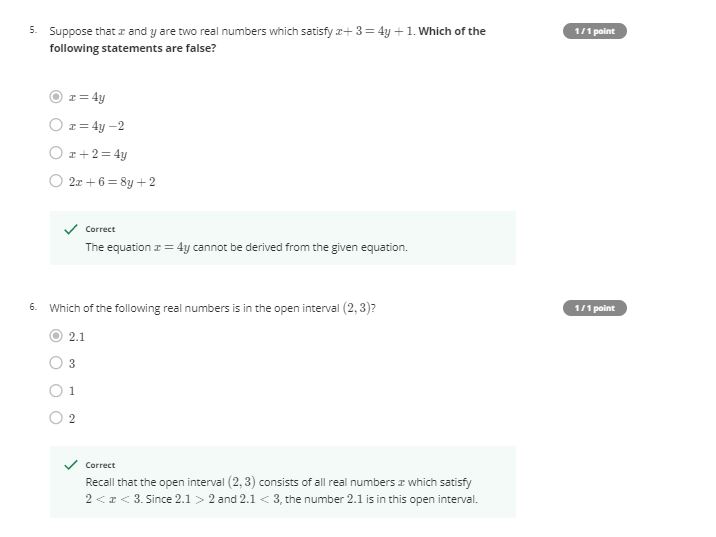 5. Suppose that x and y are two real numbers which satisfy x+ 3 = 4y + 1. Which of the 1 / 1 point
following statements are false?
x = 4y
x = 4y −2
x + 2 = 4y
2x + 6 = 8y + 2
Correct
The equation x = 4y cannot be derived from the given equation.
6. Which of the following real numbers is in the open interval (2, 3)? 1 / 1 point
2.1
3
1
2
Correct
Recall that the open interval (2, 3) consists of all real numbers x which satisfy
2 < x < 3. Since 2.1 > 2 and 2.1 < 3, the number 2.1 is in this open interval.